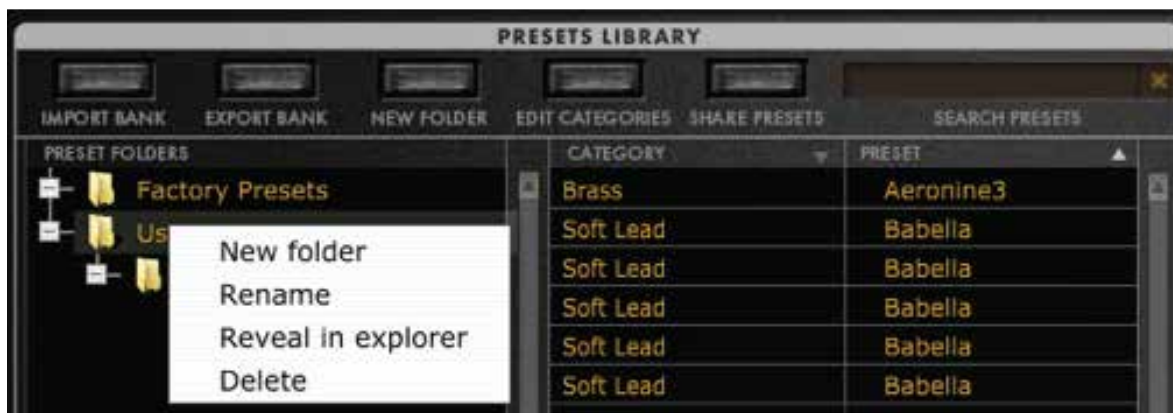 PRESETS LIBRARY
IMPORT BANK EXPORT BANK NEW FOLDER EDIT CATEGORIES SHARE PRESETS SEARCH PRESETS
PRESET FOLDERS CATEGORY PRESET
Factory Presets Brass Aeronine3
Us Soft Lead Babella
New folder
Soft Lead Babella
Rename
Soft Lead Babella
Reveal in explorer
Soft Lead Babella
Delete
Soft Lead Babella